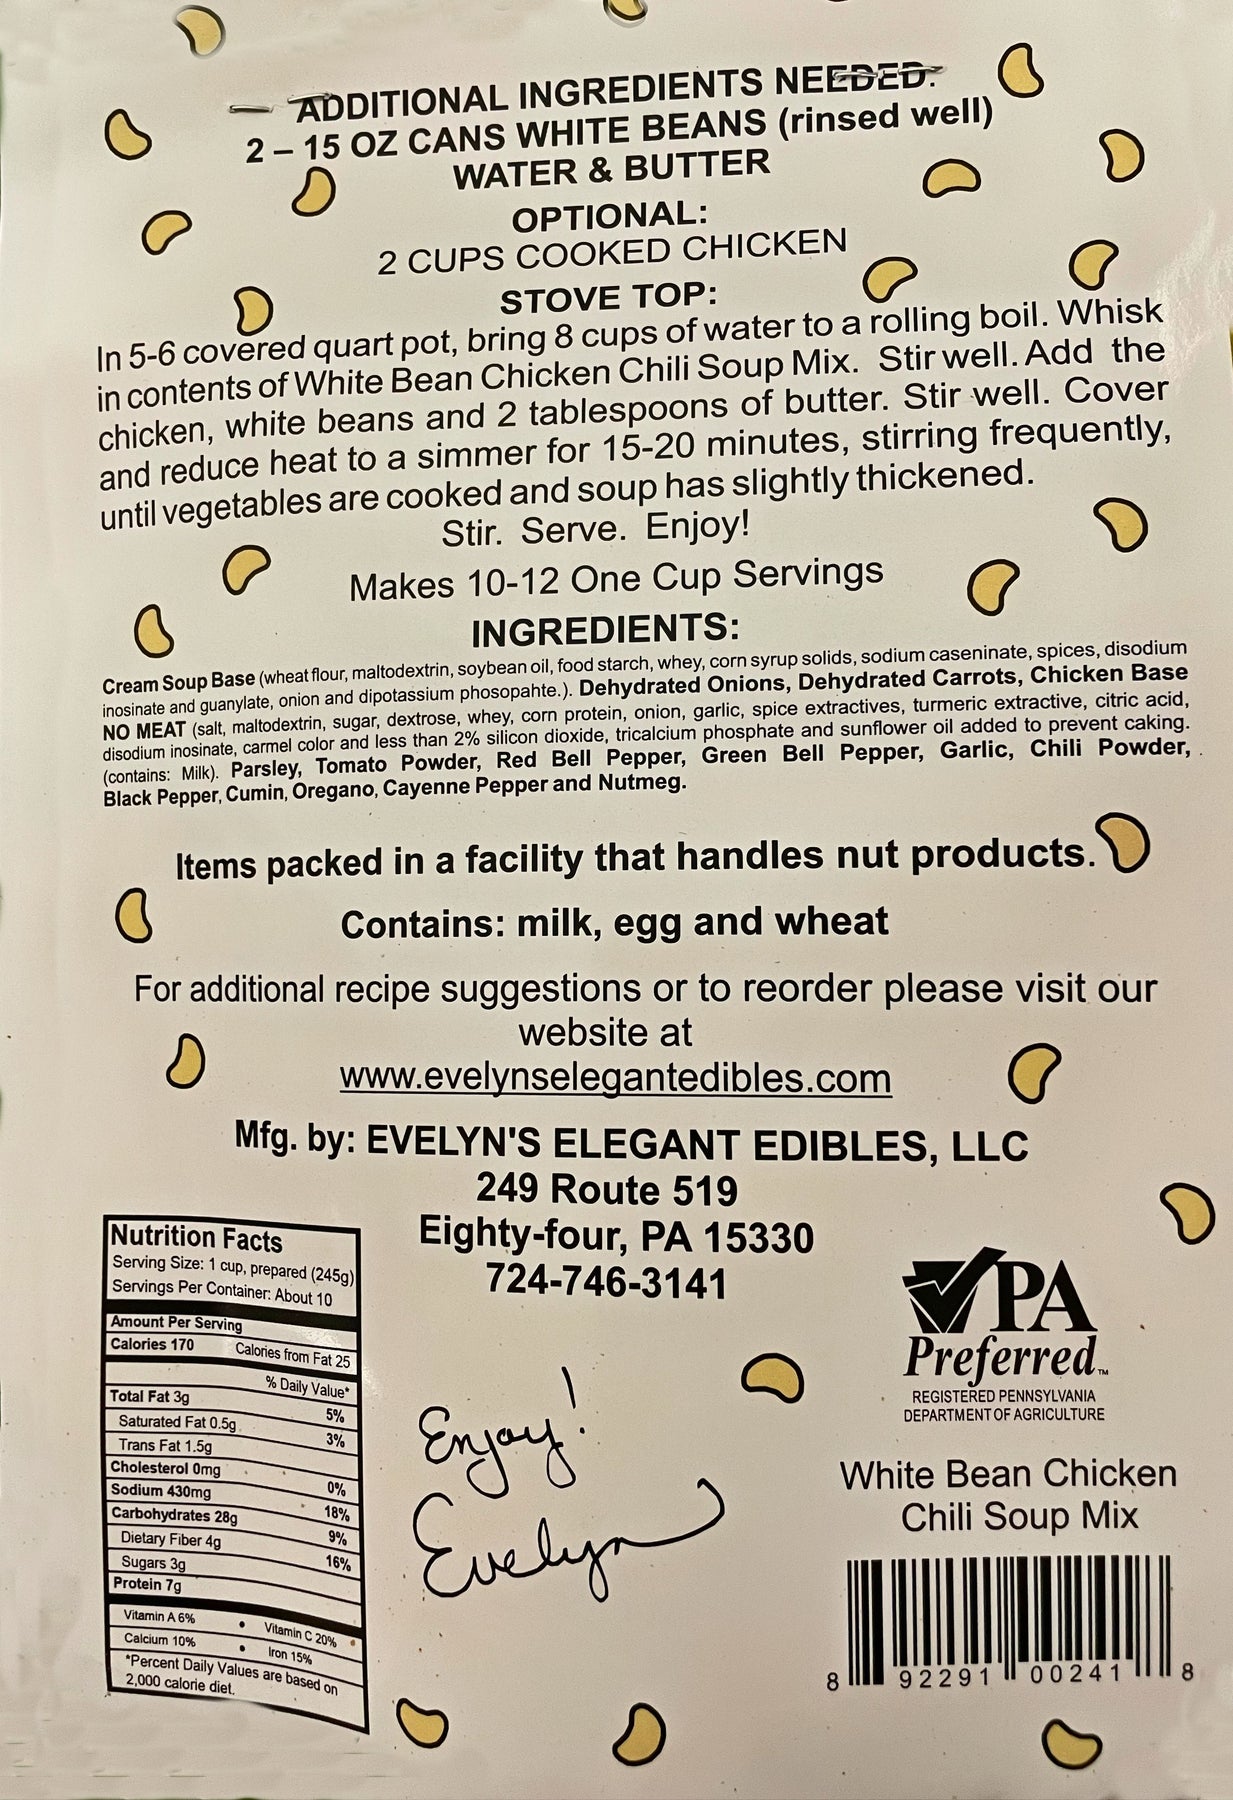 ADDITIONAL INGREDIENTS NEEDED:
2 – 15 OZ CANS WHITE BEANS (rinsed well)
WATER & BUTTER
OPTIONAL:
2 CUPS COOKED CHICKEN
STOVE TOP:
In 5-6 covered quart pot, bring 8 cups of water to a rolling boil. Whisk
in contents of White Bean Chicken Chili Soup Mix. Stir well. Add the
chicken, white beans and 2 tablespoons of butter. Stir well. Cover
and reduce heat to a simmer for 15-20 minutes, stirring frequently,
until vegetables are cooked and soup has slightly thickened.
Stir. Serve. Enjoy!
Makes 10-12 One Cup Servings
INGREDIENTS:
Cream Soup Base (wheat flour, maltodextrin, soybean oil, food starch, whey, corn syrup solids, sodium caseninate, spices, disodium
inosinate and guanylate, onion and dipotassium phosopahte.). Dehydrated Onions, Dehydrated Carrots, Chicken Base
NO MEAT (salt, maltodextrin, sugar, dextrose, whey, corn protein, onion, garlic, spice extractives, turmeric extractive, citric acid,
disodium inosinate, carmel color and less than 2% silicon dioxide, tricalcium phosphate and sunflower oil added to prevent caking.
(contains: Milk). Parsley, Tomato Powder, Red Bell Pepper, Green Bell Pepper, Garlic, Chili Powder,
Black Pepper, Cumin, Oregano, Cayenne Pepper and Nutmeg.
Items packed in a facility that handles nut products.
Contains: milk, egg and wheat
For additional recipe suggestions or to reorder please visit our
website at
www.evelynselegantedibles.com
Mfg. by: EVELYN'S ELEGANT EDIBLES, LLC
249 Route 519
Eighty-four, PA 15330
724-746-3141
Nutrition Facts
Serving Size: 1 cup, prepared (245g)
Servings Per Container: About 10
Amount Per Serving
Calories 170 Calories from Fat 25
% Daily Value*
Total Fat 3g 5%
Saturated Fat 0.5g 3%
Trans Fat 1.5g
Cholesterol 0mg 0%
Sodium 430mg 18%
Carbohydrates 28g 9%
Dietary Fiber 4g 16%
Sugars 3g
Protein 7g
Vitamin A 6% • Vitamin C 20%
Calcium 10% • Iron 15%
*Percent Daily Values are based on
2,000 calorie diet.
Enjoy!
Evelyn
PA
Preferred™
REGISTERED PENNSYLVANIA
DEPARTMENT OF AGRICULTURE
White Bean Chicken
Chili Soup Mix
8 92291 00241 8